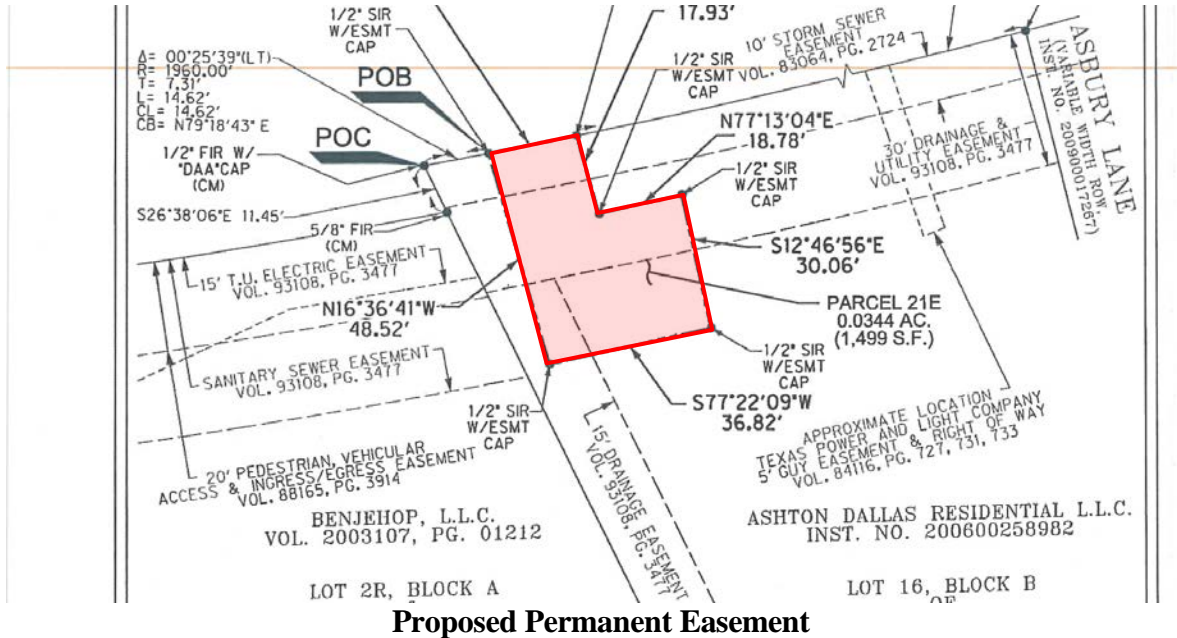 1/2" SIR
W/ESMT
CAP
17.93'
Δ= 00°25'39"(LT)
R= 1960.00'
T= 7.31'
L= 14.62'
CL= 14.62'
CB= N79°18'43" E
POB
POC
1/2" FIR W/
"DAA"CAP
(CM)
S26°38'06"E 11.45'
5/8" FIR
(CM)
1/2" SIR
W/ESMT
CAP
10' STORM SEWER
EASEMENT
VOL. 83064, PG. 2724
N77°13'04"E
18.78'
30' DRAINAGE &
UTILITY EASEMENT
VOL. 93108, PG. 3477
ASBURY LANE
(VARIABLE WIDTH ROW,
INST. NO. 200900017267)
1/2" SIR
W/ESMT
CAP
S12°46'56"E
30.06'
15' T.U. ELECTRIC EASEMENT
VOL. 93108, PG. 3477
N16°36'41"W
48.52'
PARCEL 21E
0.0344 AC.
(1,499 S.F.)
SANITARY SEWER EASEMENT
VOL. 93108, PG. 3477
1/2" SIR
W/ESMT
CAP
S77°22'09"W
36.82'
1/2" SIR
W/ESMT
CAP
APPROXIMATE LOCATION
TEXAS POWER AND LIGHT COMPANY
5' GUY EASEMENT & RIGHT OF WAY
VOL. 84116, PG. 727, 731, 733
20' PEDESTRIAN, VEHICULAR
ACCESS & INGRESS/EGRESS EASEMENT
VOL. 88165, PG. 3914
15' DRAINAGE EASEMENT
VOL. 93108, PG. 3477
BENJEHOP, L.L.C.
VOL. 2003107, PG. 01212
ASHTON DALLAS RESIDENTIAL L.L.C.
INST. NO. 200600258982
LOT 2R, BLOCK A
LOT 16, BLOCK B
OF
Proposed Permanent Easement